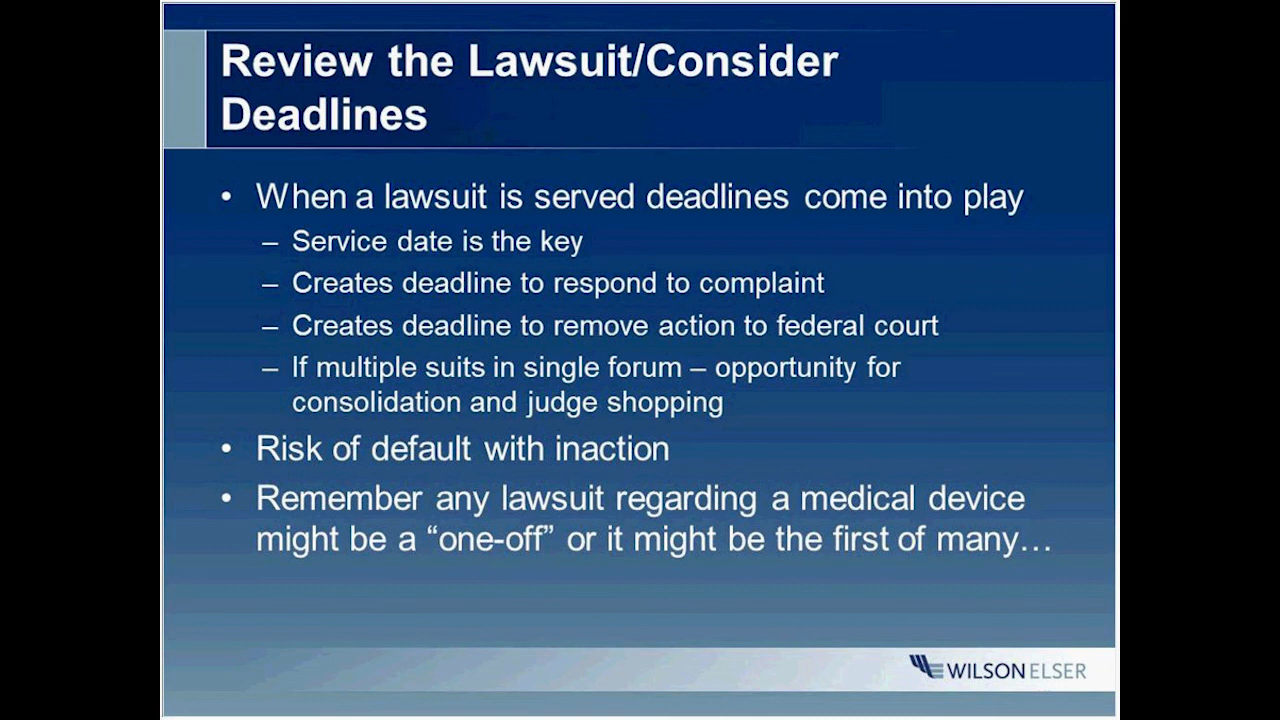 Review the Lawsuit/Consider
Deadlines
• When a lawsuit is served deadlines come into play
– Service date is the key
– Creates deadline to respond to complaint
– Creates deadline to remove action to federal court
– If multiple suits in single forum – opportunity for
consolidation and judge shopping
• Risk of default with inaction
• Remember any lawsuit regarding a medical device
might be a “one-off” or it might be the first of many…
WILSON ELSER